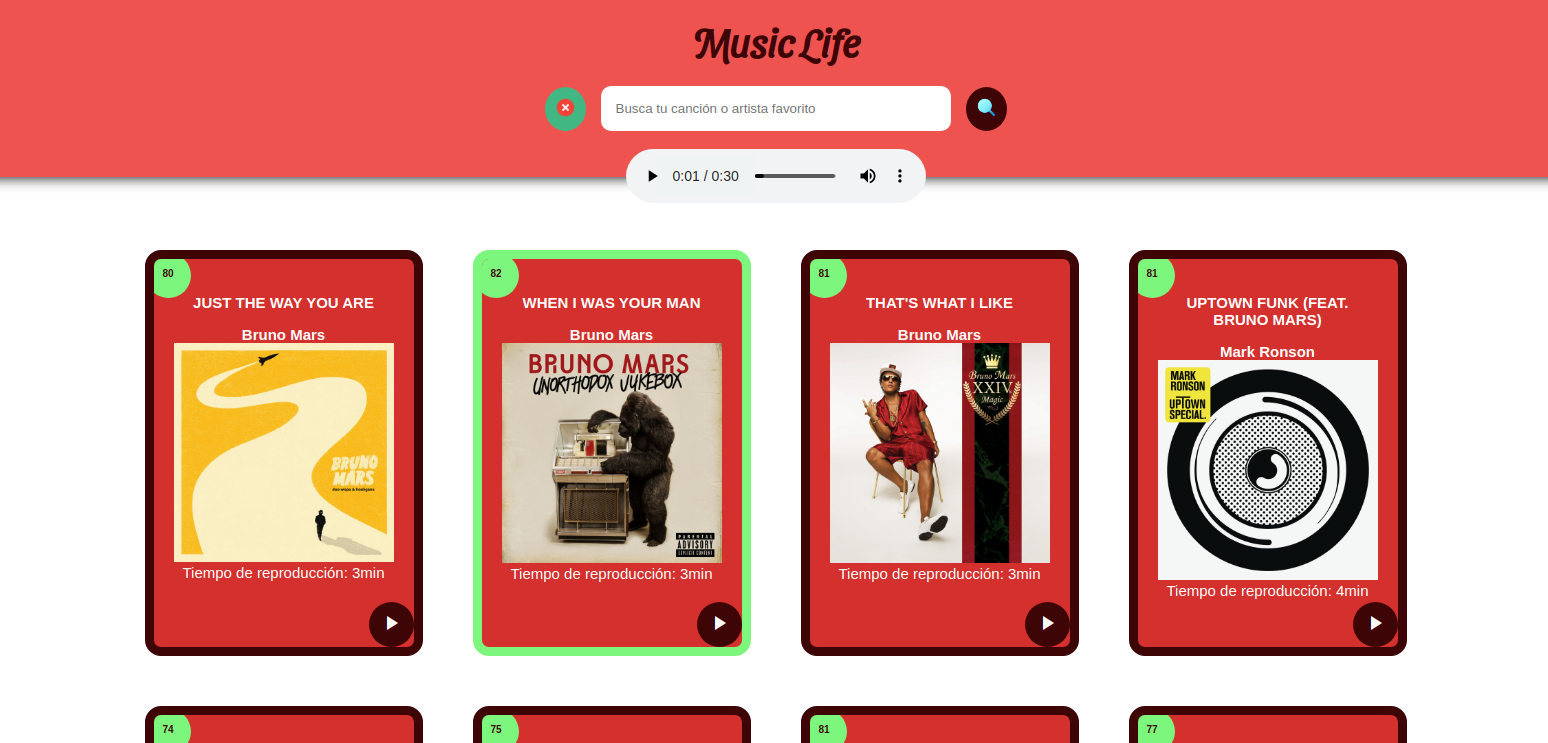 Music Life
Busca tu canción o artista favorito
0:01 / 0:30
80
JUST THE WAY YOU ARE
Bruno Mars
BRUNO
MARS
doo-wops & hooligans
Tiempo de reproducción: 3min
82
WHEN I WAS YOUR MAN
Bruno Mars
BRUNO MARS
UNORTHODOX JUKEBOX
PARENTAL
ADVISORY
EXPLICIT CONTENT
Tiempo de reproducción: 3min
81
THAT'S WHAT I LIKE
Bruno Mars
Bruno Mars
XXIV
Magic
Tiempo de reproducción: 3min
81
UPTOWN FUNK (FEAT.
BRUNO MARS)
Mark Ronson
MARK
RONSON
UPTOWN
SPECIAL.
Tiempo de reproducción: 4min
74
75
81
77